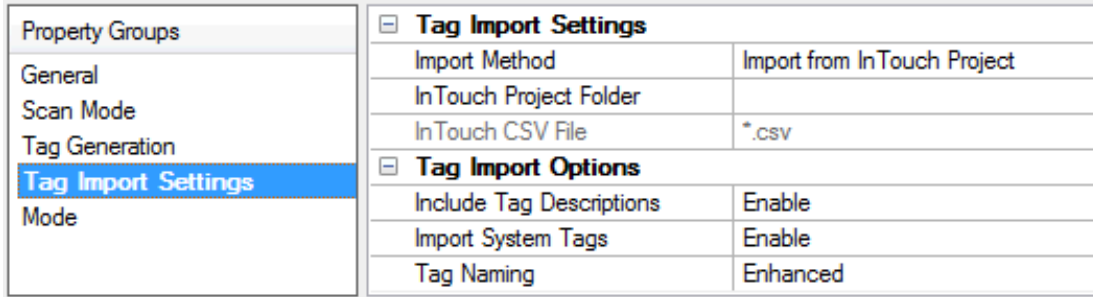 Property Groups
General
Scan Mode
Tag Generation
Tag Import Settings
Mode
Tag Import Settings
Import Method Import from InTouch Project
InTouch Project Folder
InTouch CSV File *.csv
Tag Import Options
Include Tag Descriptions Enable
Import System Tags Enable
Tag Naming Enhanced